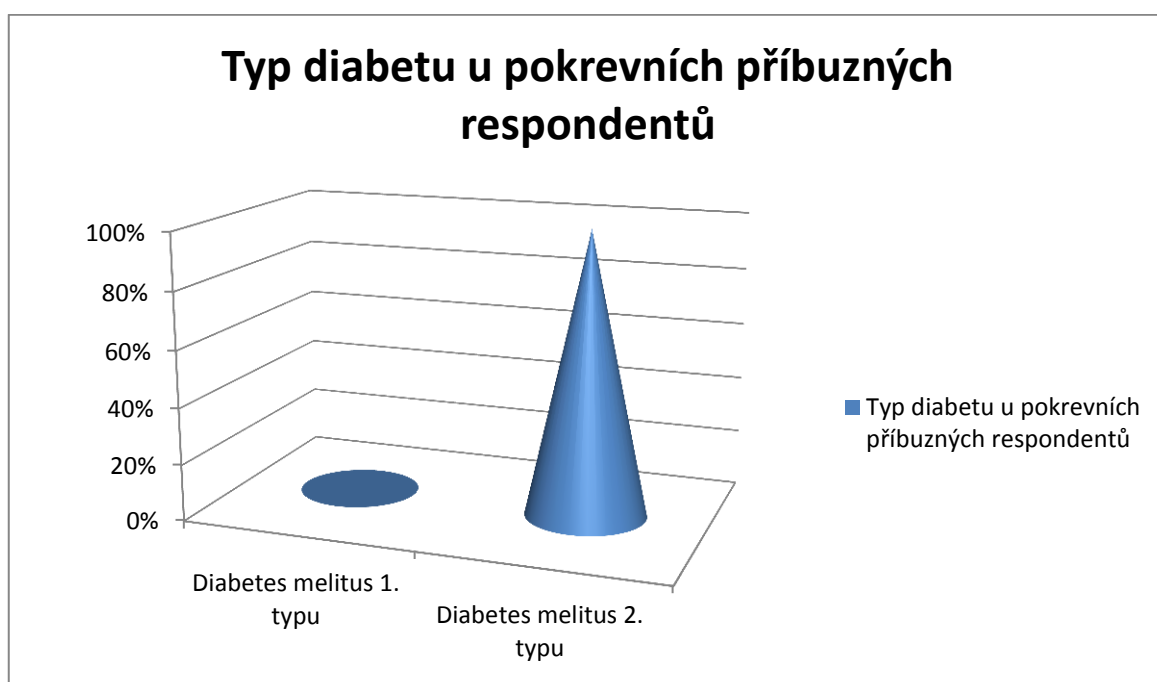 Typ diabetu u pokrevních příbuzných
respondentů
100%
80%
60%
40%
20%
0%
Diabetes melitus 1.
typu
Diabetes melitus 2.
typu
Typ diabetu u pokrevních
příbuzných respondentů